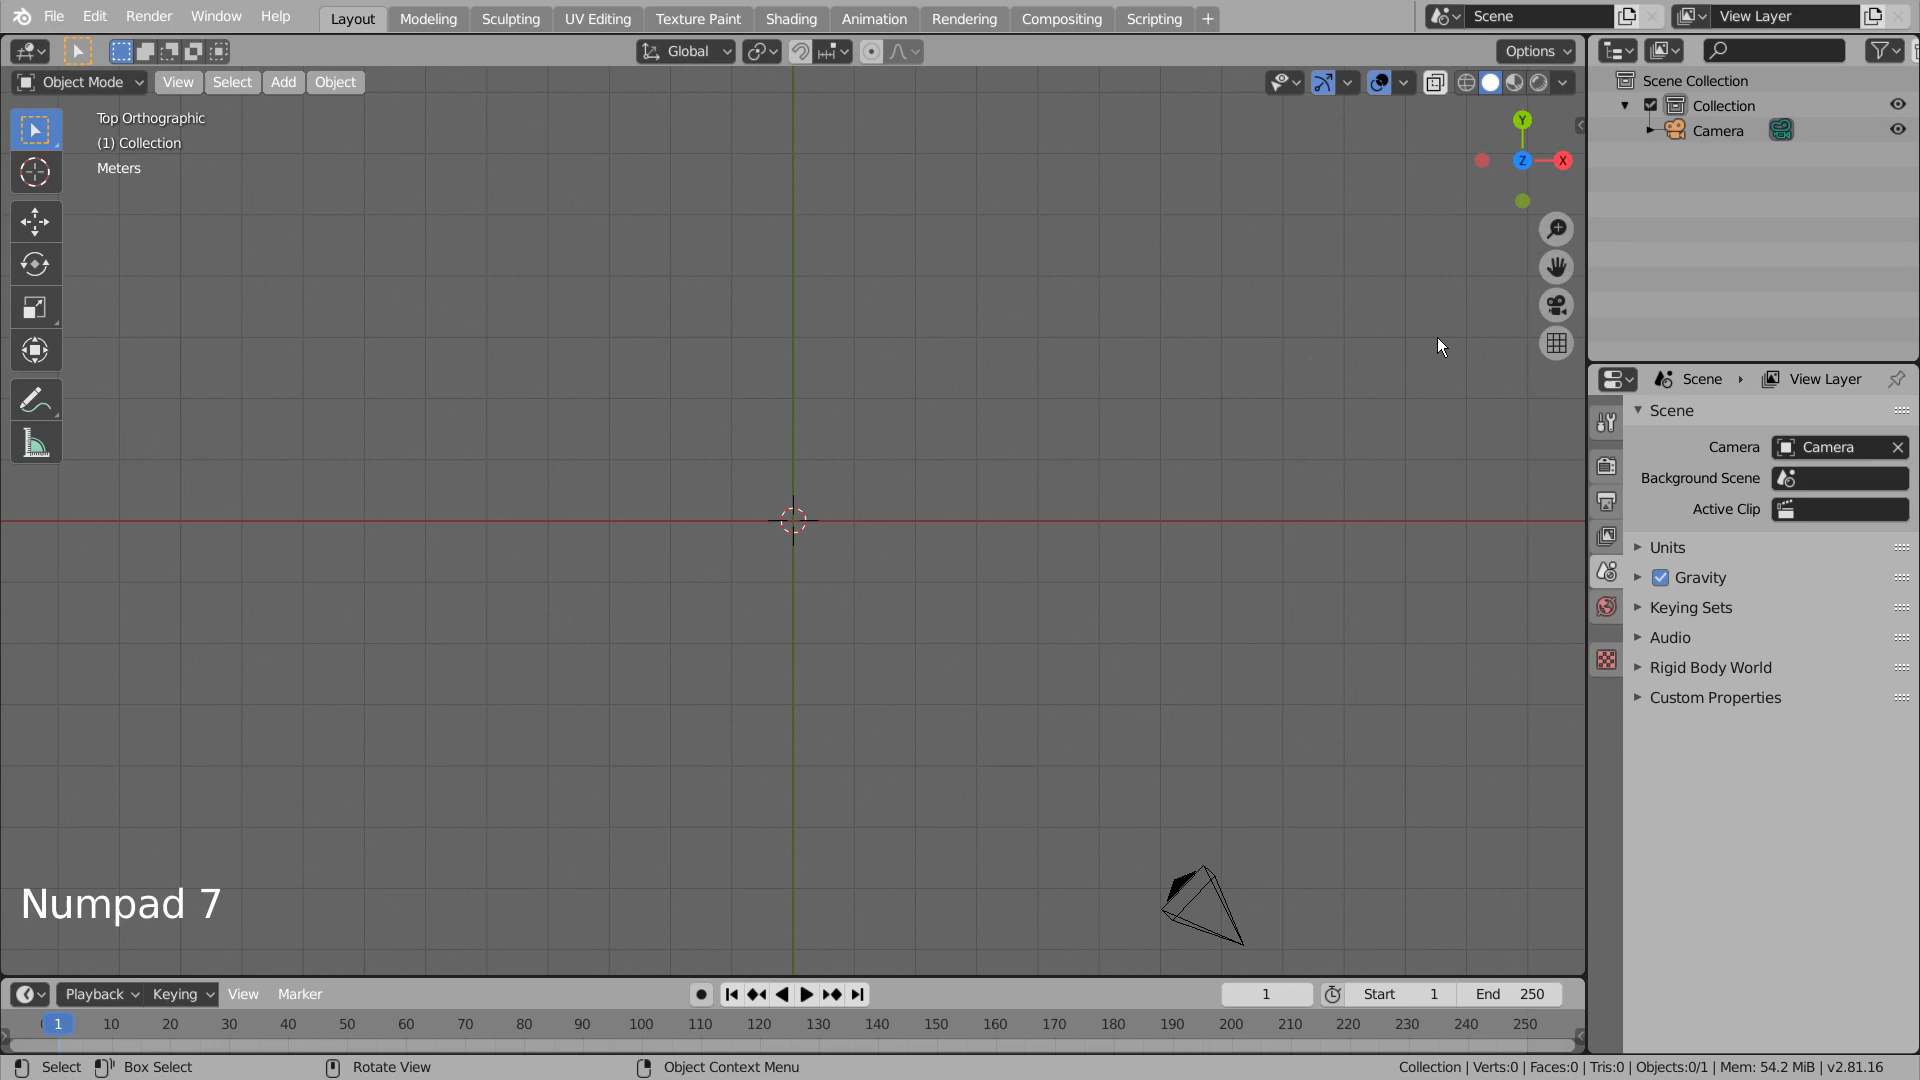 File Edit Render Window Help Layout Modeling Sculpting UV Editing Texture Paint Shading Animation Rendering Compositing Scripting + Scene View Layer
Global Options
Object Mode View Select Add Object
Top Orthographic
(1) Collection
Meters
Y
Z
X
Scene Collection
Collection
Camera
Scene View Layer
Scene
Camera Camera
Background Scene
Active Clip
Units
Gravity
Keying Sets
Audio
Rigid Body World
Custom Properties
Numpad 7
Playback Keying View Marker 1 Start 1 End 250
1 10 20 30 40 50 60 70 80 90 100 110 120 130 140 150 160 170 180 190 200 210 220 230 240 250
Select Box Select Rotate View Object Context Menu Collection | Verts:0 | Faces:0 | Tris:0 | Objects:0/1 | Mem: 54.2 MiB | v2.81.16